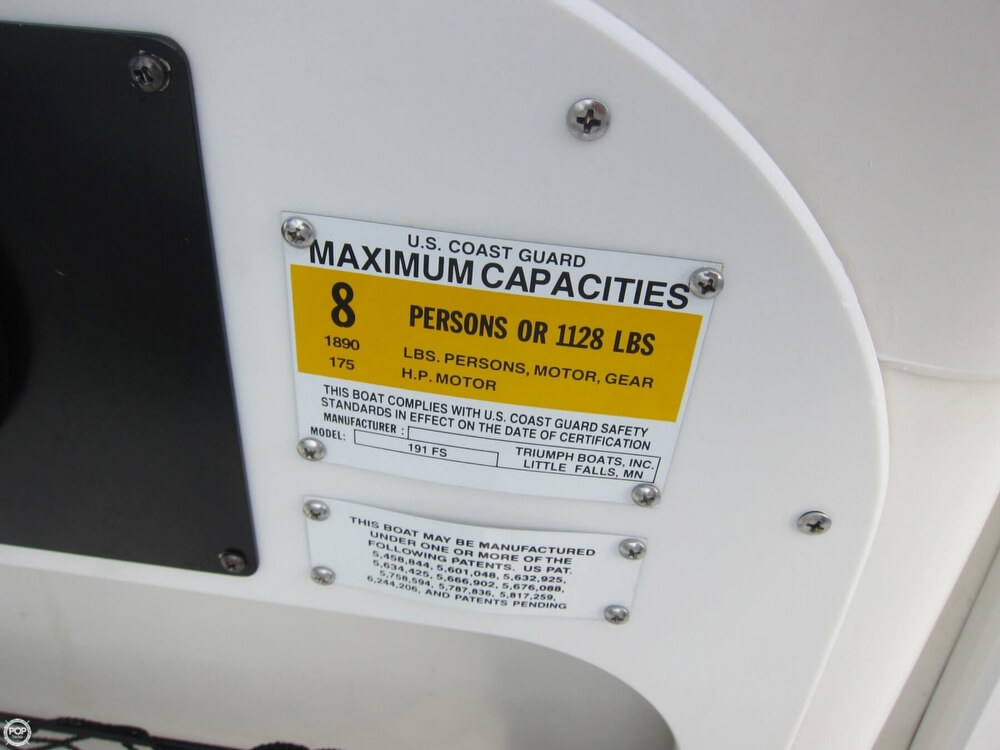 U.S. COAST GUARD
MAXIMUM CAPACITIES
8 PERSONS OR 1128 LBS
1890 LBS. PERSONS, MOTOR, GEAR
175 H.P. MOTOR
THIS BOAT COMPLIES WITH U.S. COAST GUARD SAFETY
STANDARDS IN EFFECT ON THE DATE OF CERTIFICATION
MANUFACTURER : TRIUMPH BOATS, INC.
LITTLE FALLS, MN
MODEL: 191 FS
THIS BOAT MAY BE MANUFACTURED
UNDER ONE OR MORE OF THE
FOLLOWING PATENTS. US PAT.
5,458,844, 5,601,048, 5,632,925,
5,634,425, 5,666,902, 5,676,088,
5,758,594, 5,787,836, 5,817,259,
6,244,206, AND PATENTS PENDING
POP